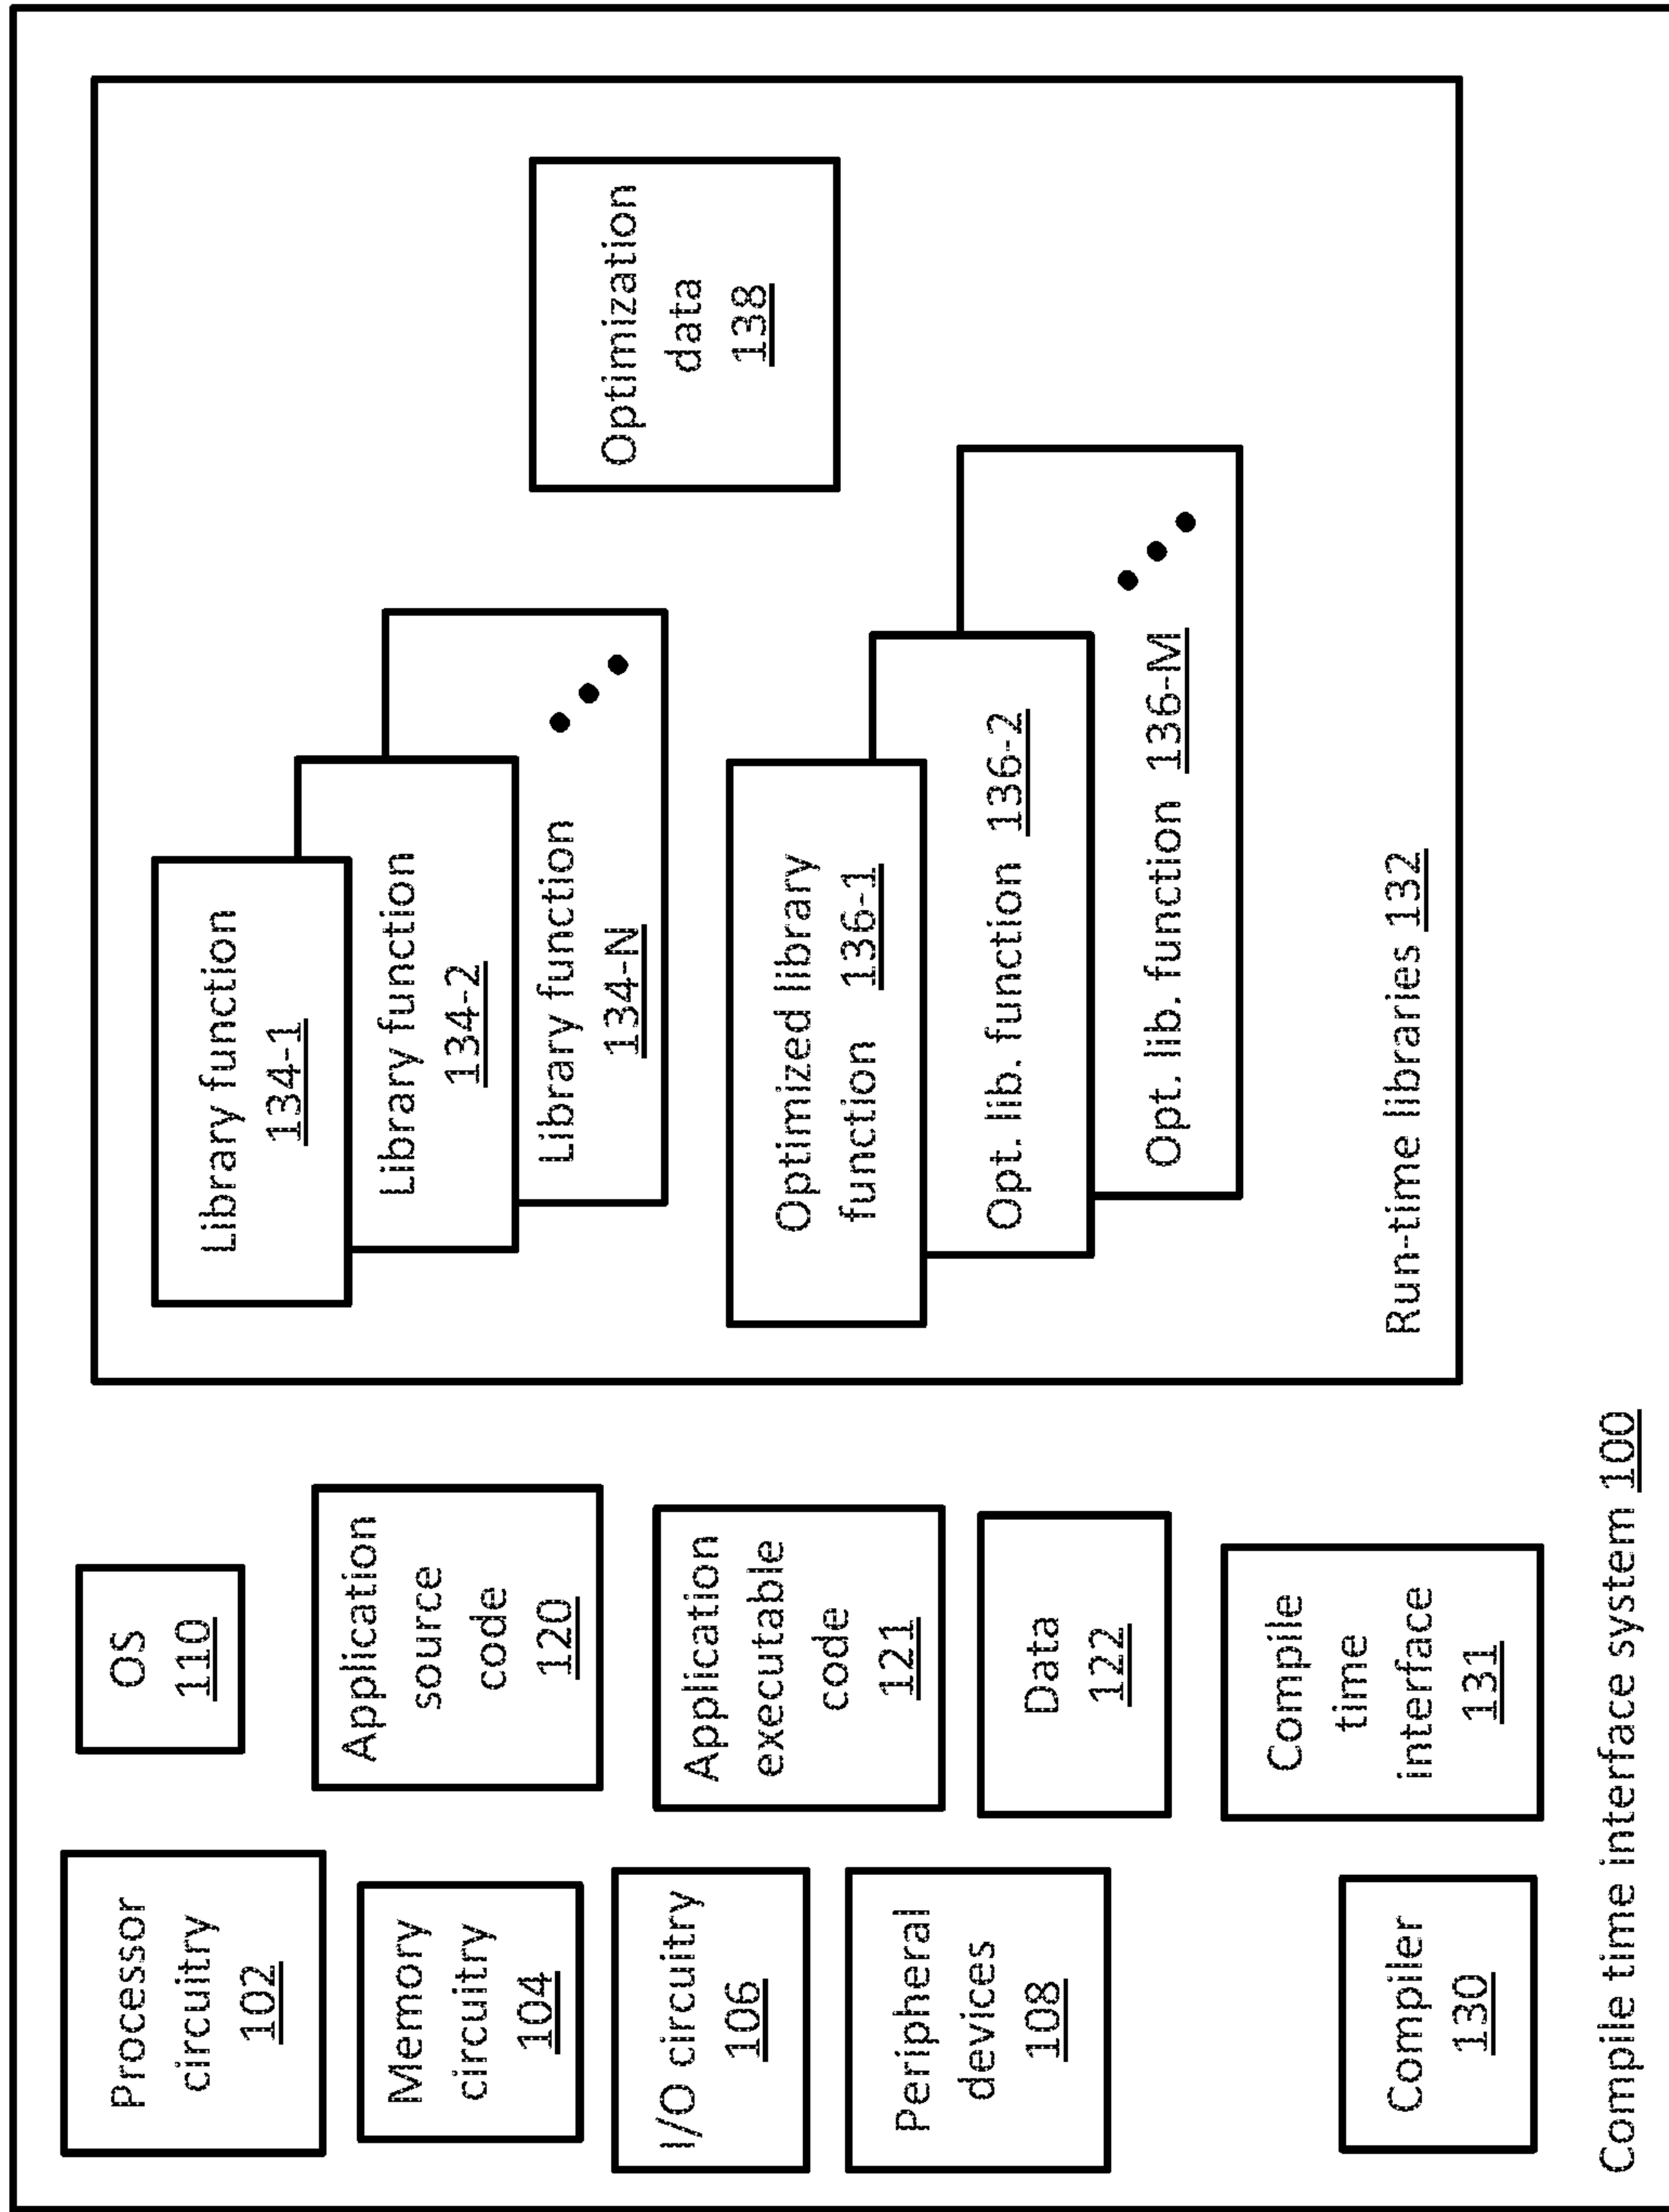 Processor
circuitry
102
Memory
circuitry
104
I/O circuitry
106
Peripheral
devices
108
Compiler
130
OS
110
Application
source
code
120
Application
executable
code
121
Data
122
Compile
time
interface
131
Library function
134-1
Library function
134-2
Library function
134-N
Optimized library
function 136-1
Opt. lib. function 136-2
Opt. lib. function 136-M
Optimization
data
138
Run-time libraries 132
Compile time interface system 100